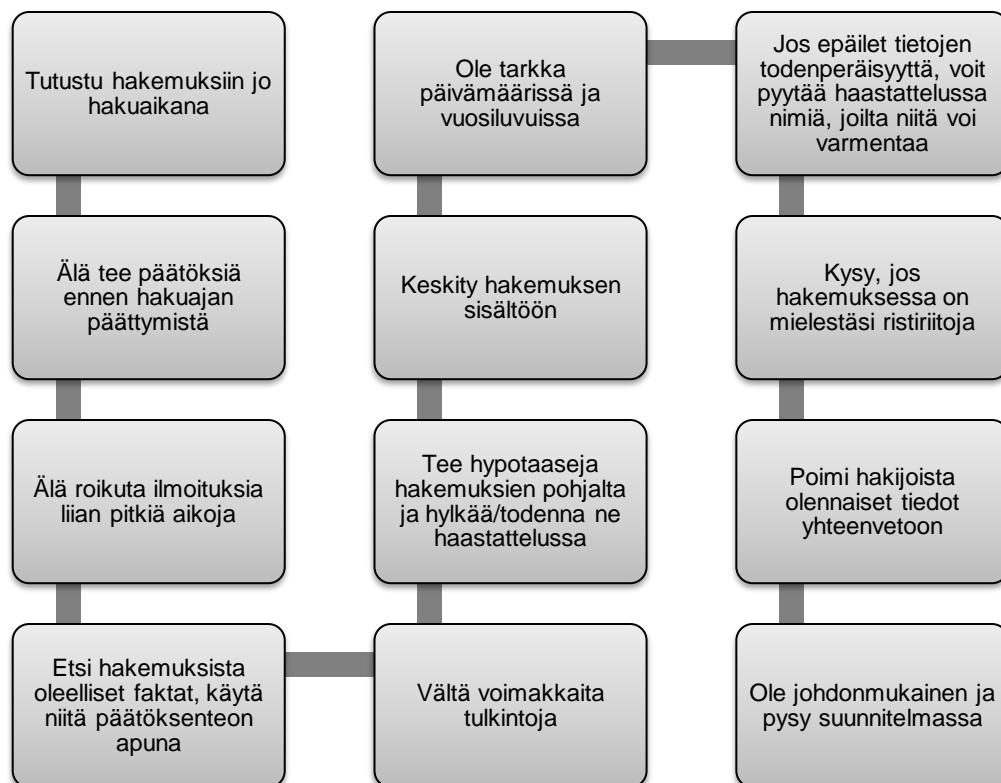 Tutustu hakemuksiin jo
hakuaikana
Älä tee päätöksiä
ennen hakuajan
päättymistä
Älä roikuta ilmoituksia
liian pitkiä aikoja
Etsi hakemuksista
oleelliset faktat, käytä
niitä päätöksenteon
apuna
Vältä voimakkaita
tulkintoja
Tee hypotaaseja
hakemuksien pohjalta
ja hylkää/todenna ne
haastattelussa
Keskity hakemuksen
sisältöön
Ole tarkka
päivämäärissä ja
vuosiluvuissa
Jos epäilet tietojen
todenperäisyyttä, voit
pyytää haastattelussa
nimiä, joilta niitä voi
varmentaa
Kysy, jos
hakemuksessa on
mielestäsi ristiriitoja
Poimi hakijoista
olennaiset tiedot
yhteenvetoon
Ole johdonmukainen ja
pysy suunnitelmassa